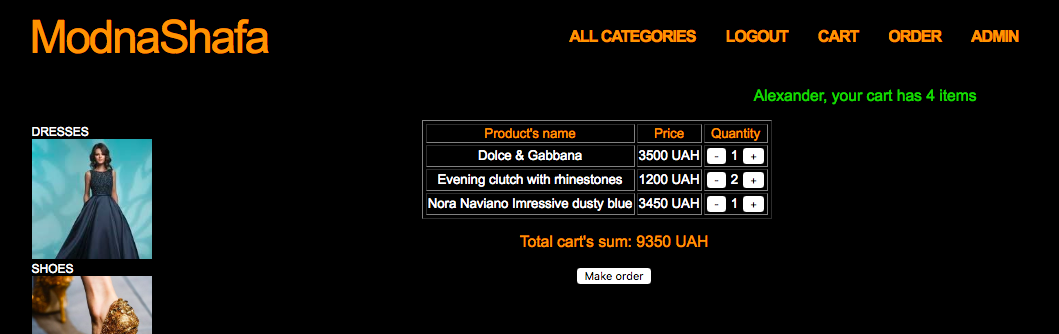 ModnaShafa
ALL CATEGORIES LOGOUT CART ORDER ADMIN
Alexander, your cart has 4 items
DRESSES
Product's name Price Quantity
Dolce & Gabbana 3500 UAH - 1 +
Evening clutch with rhinestones 1200 UAH - 2 +
Nora Naviano Imressive dusty blue 3450 UAH - 1 +
Total cart's sum: 9350 UAH
Make order
SHOES